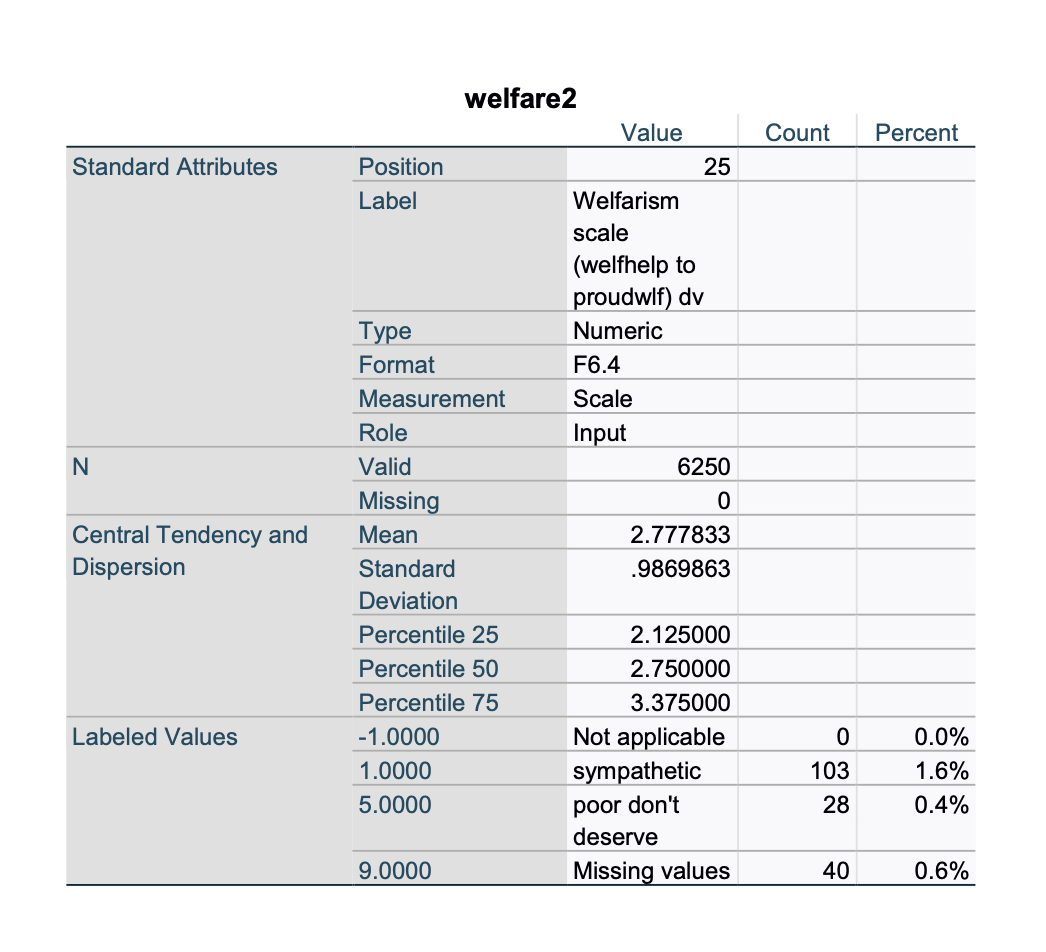 welfare2
Value Count Percent
Standard Attributes Position 25
Label Welfarism
scale
(welfhelp to
proudwlf) dv
Type Numeric
Format F6.4
Measurement Scale
Role Input
N Valid 6250
Missing 0
Central Tendency and Mean 2.777833
Dispersion Standard .9869863
Deviation
Percentile 25 2.125000
Percentile 50 2.750000
Percentile 75 3.375000
Labeled Values -1.0000 Not applicable 0 0.0%
1.0000 sympathetic 103 1.6%
5.0000 poor don't 28 0.4%
deserve
9.0000 Missing values 40 0.6%